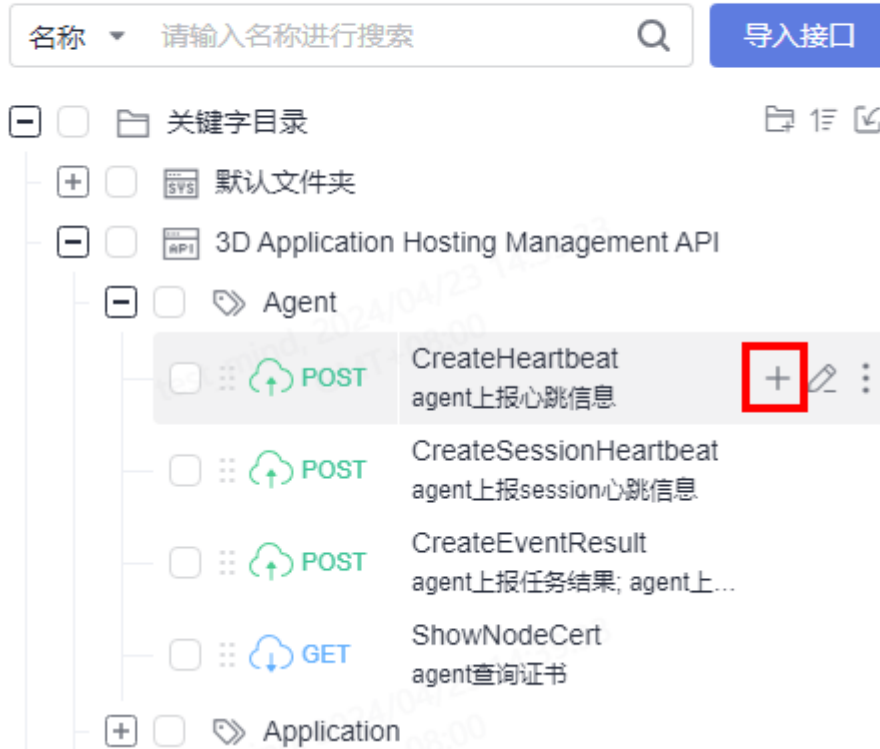 名称 请输入名称进行搜索 导入接口
关键字目录
SYS 默认文件夹
API 3D Application Hosting Management API
Agent
POST CreateHeartbeat
agent上报心跳信息
POST CreateSessionHeartbeat
agent上报session心跳信息
POST CreateEventResult
agent上报任务结果; agent上...
GET ShowNodeCert
agent查询证书
Application